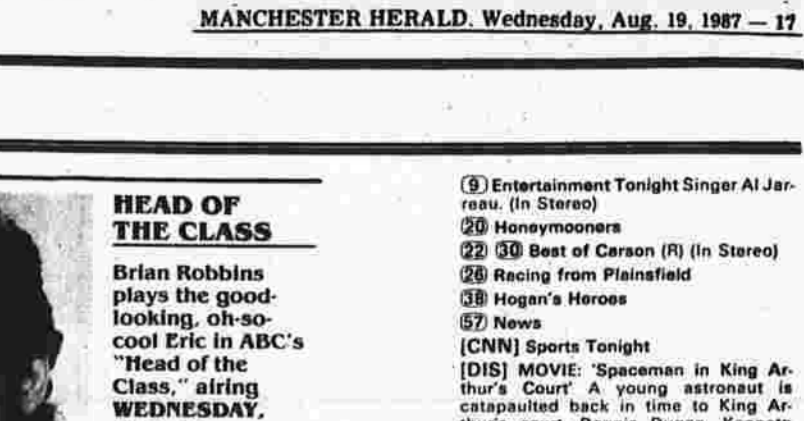 MANCHESTER HERALD, Wednesday, Aug. 19, 1987 — 17
HEAD OF
THE CLASS
Brian Robbins
plays the good-
looking, oh-so-
cool Eric in ABC's
"Head of the
Class," airing
WEDNESDAY,
(9) Entertainment Tonight Singer Al Jar-
reau. (In Stereo)
(20) Honeymooners
(22) (30) Best of Carson (R) (In Stereo)
(26) Racing from Plainsfield
(38) Hogan's Heroes
(57) News
[CNN] Sports Tonight
[DIS] MOVIE: 'Spaceman in King Ar-
thur's Court' A young astronaut is
catapaulted back in time to King Ar-